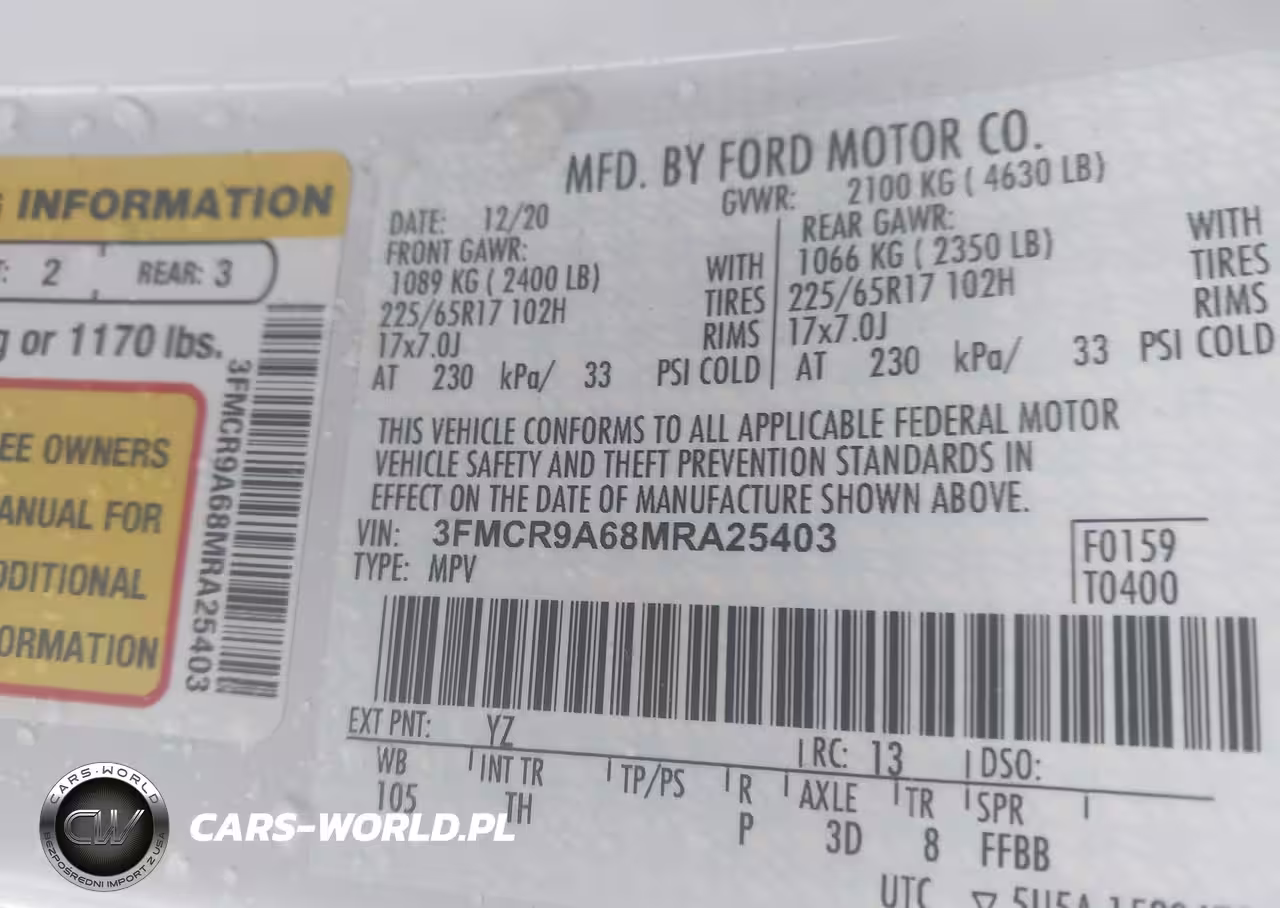 INFORMATION
2 REAR: 3
or 1170 lbs.
3FMCR9A68MRA25403
OWNERS
FOR
MFD. BY FORD MOTOR CO.
DATE: 12/20 GVWR: 2100 KG ( 4630 LB)
FRONT GAWR: REAR GAWR:
1089 KG ( 2400 LB) WITH 1066 KG ( 2350 LB) WITH
225/65R17 102H TIRES 225/65R17 102H TIRES
17x7.0J RIMS 17x7.0J RIMS
AT 230 kPa/ 33 PSI COLD AT 230 kPa/ 33 PSI COLD
THIS VEHICLE CONFORMS TO ALL APPLICABLE FEDERAL MOTOR
VEHICLE SAFETY AND THEFT PREVENTION STANDARDS IN
EFFECT ON THE DATE OF MANUFACTURE SHOWN ABOVE.
VIN: 3FMCR9A68MRA25403
TYPE: MPV
F0159
T0400
EXT PNT: YZ RC: 13 DSO:
WB INT TR TP/PS R AXLE TR SPR
105 TH P 3D 8 FFBB
UTC
CARS-WORLD
CW
BEZPOŚREDNI IMPORT Z USA
CARS-WORLD.PL